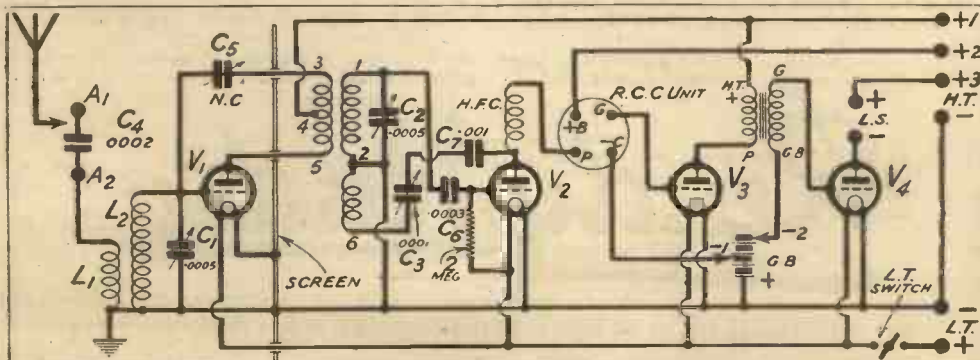 C5
N.C
3
4
5
1
2
6
C2
.0005
A1
C4
.0002
A2
L1
L2
C1
.0005
V1
SCREEN
C7 .001
.0001
C3
.0003
C6
2
MEG
H.F.C.
V2
R.C.C UNIT
+B
G
P
-F
H.T.
+
G
P
GB
V3
-1
-2
G B
+
V4
+
L.S.
-
L.T.
SWITCH
+1
+2
+3
H.T.
-
-
L.T.
+